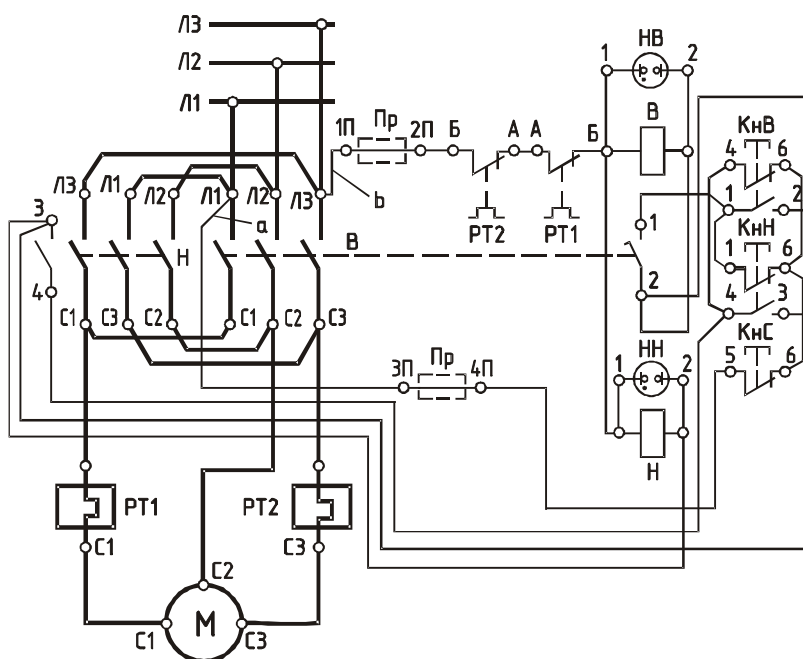 Л3
НВ
Л2
1
2
Л1
В
КнВ
1П
Пр
2П
Б
А
А
Б
4
6
Л3
Л1
Л2
Л1
Л2
Л3
b
1
2
3
а
1
КнН
Н
В
РТ2
РТ1
1
6
2
4
4
3
С1
С3
С2
С1
С2
С3
КнС
НН
1
2
3П
Пр
4П
5
6
Н
РТ1
РТ2
С1
С3
С2
М
С1
С3